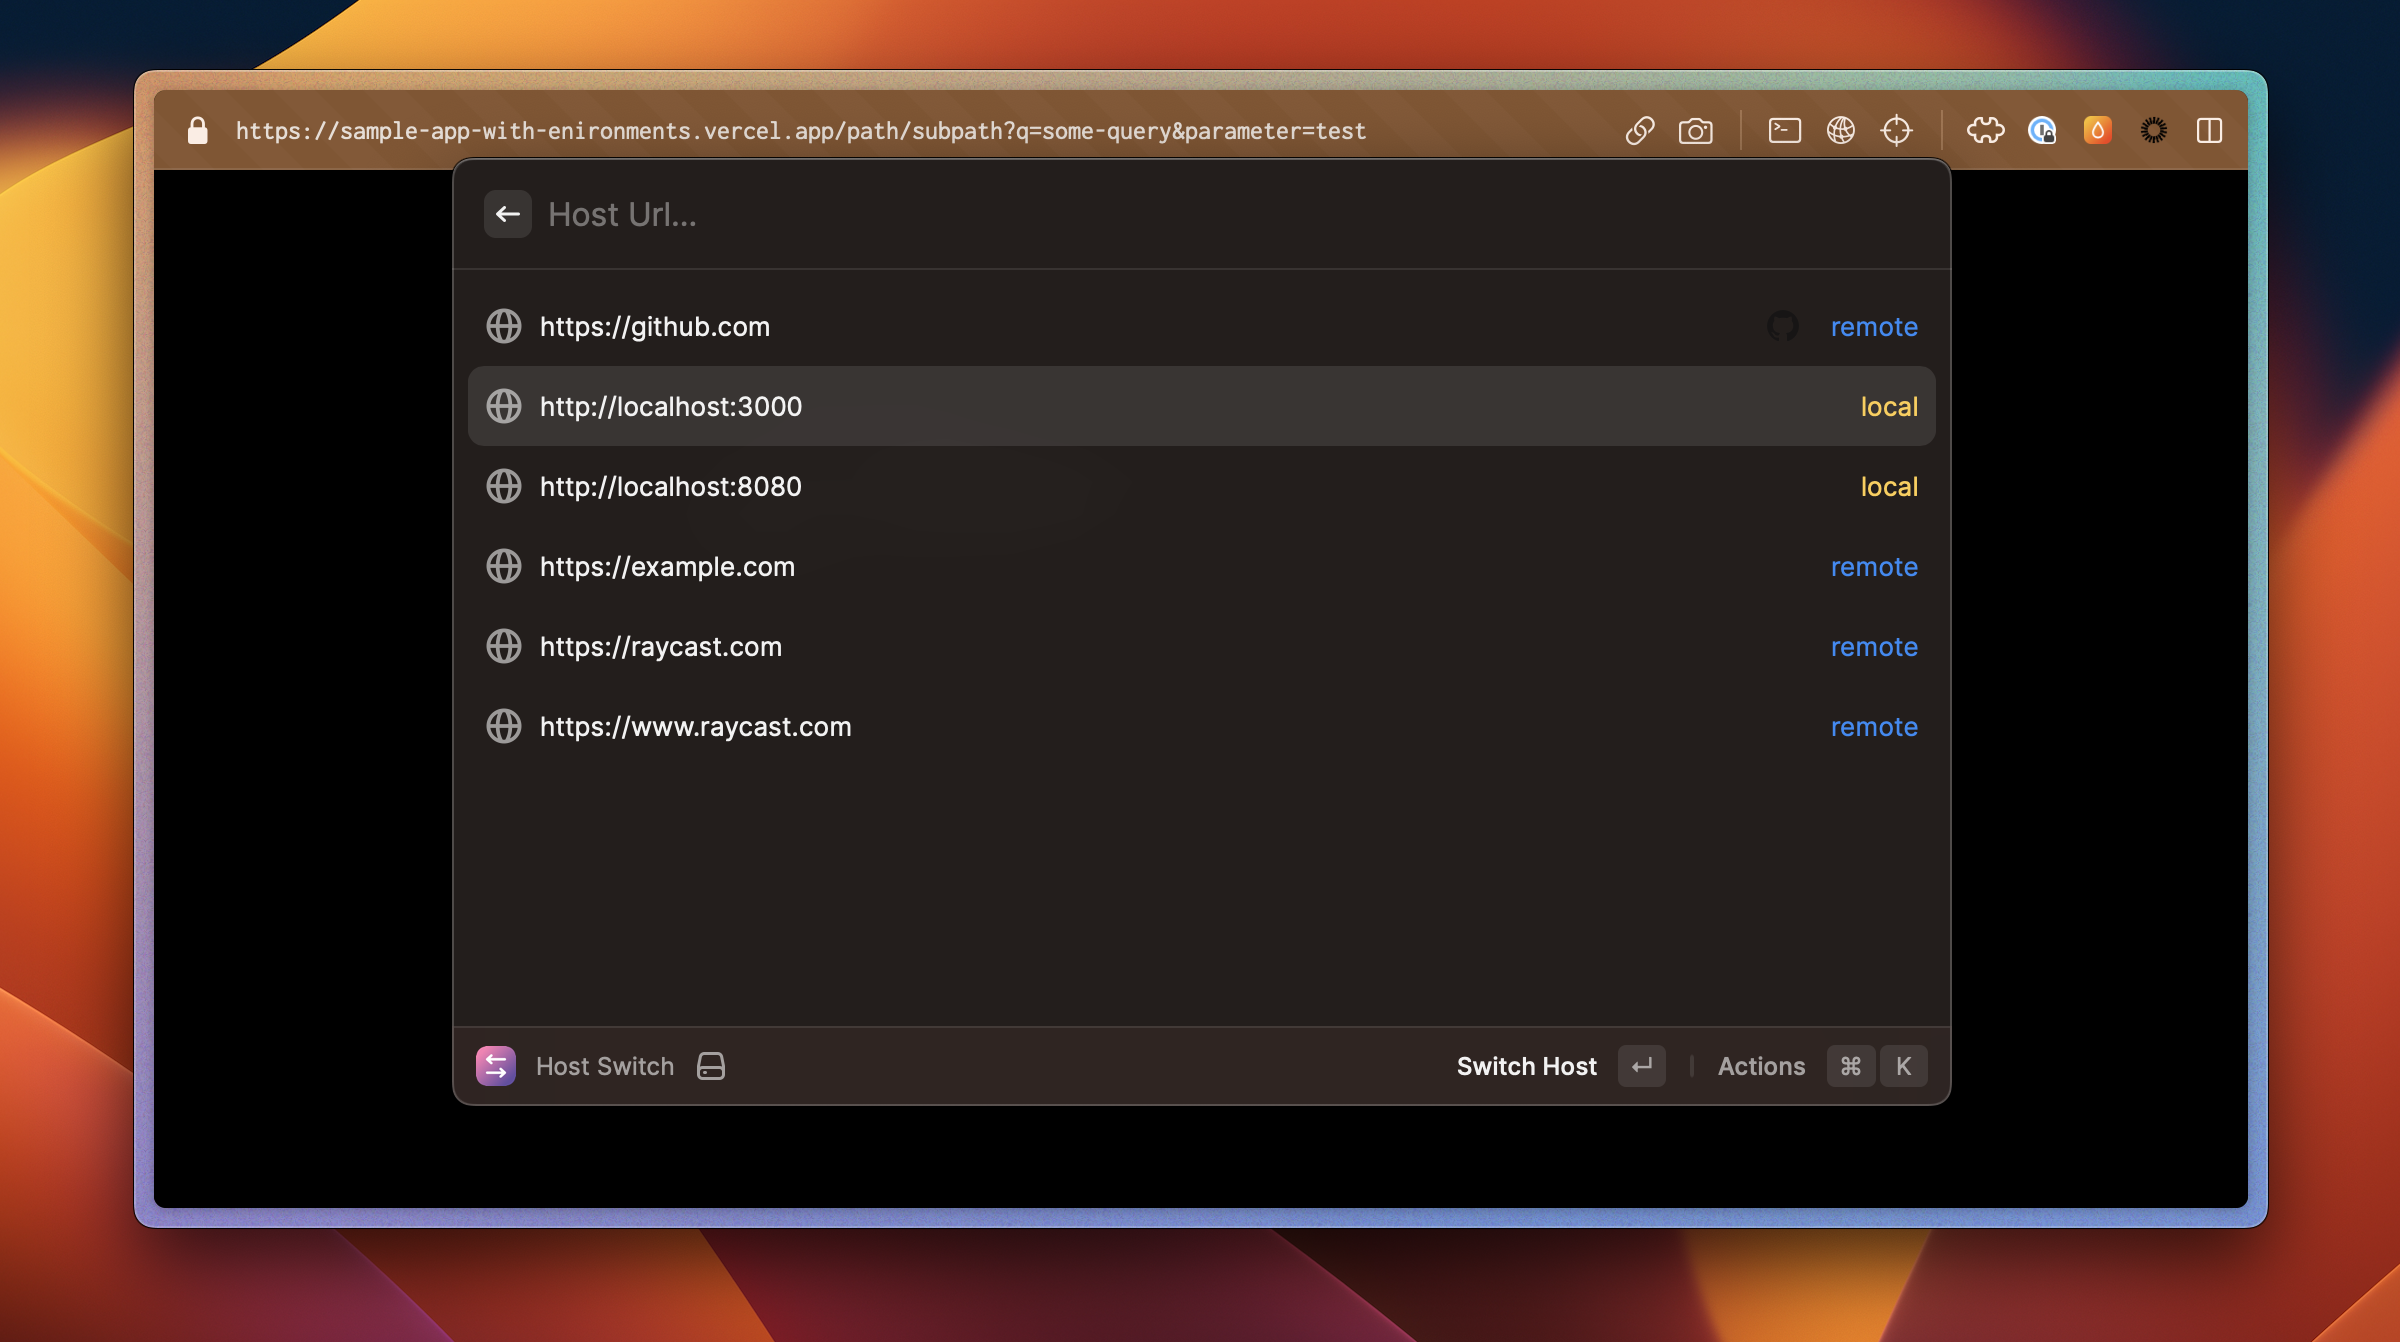 https://sample-app-with-enironments.vercel.app/path/subpath?q=some-query&parameter=test
Host Url...
https://github.com remote
http://localhost:3000 local
http://localhost:8080 local
https://example.com remote
https://raycast.com remote
https://www.raycast.com remote
Host Switch Switch Host Actions ⌘ K